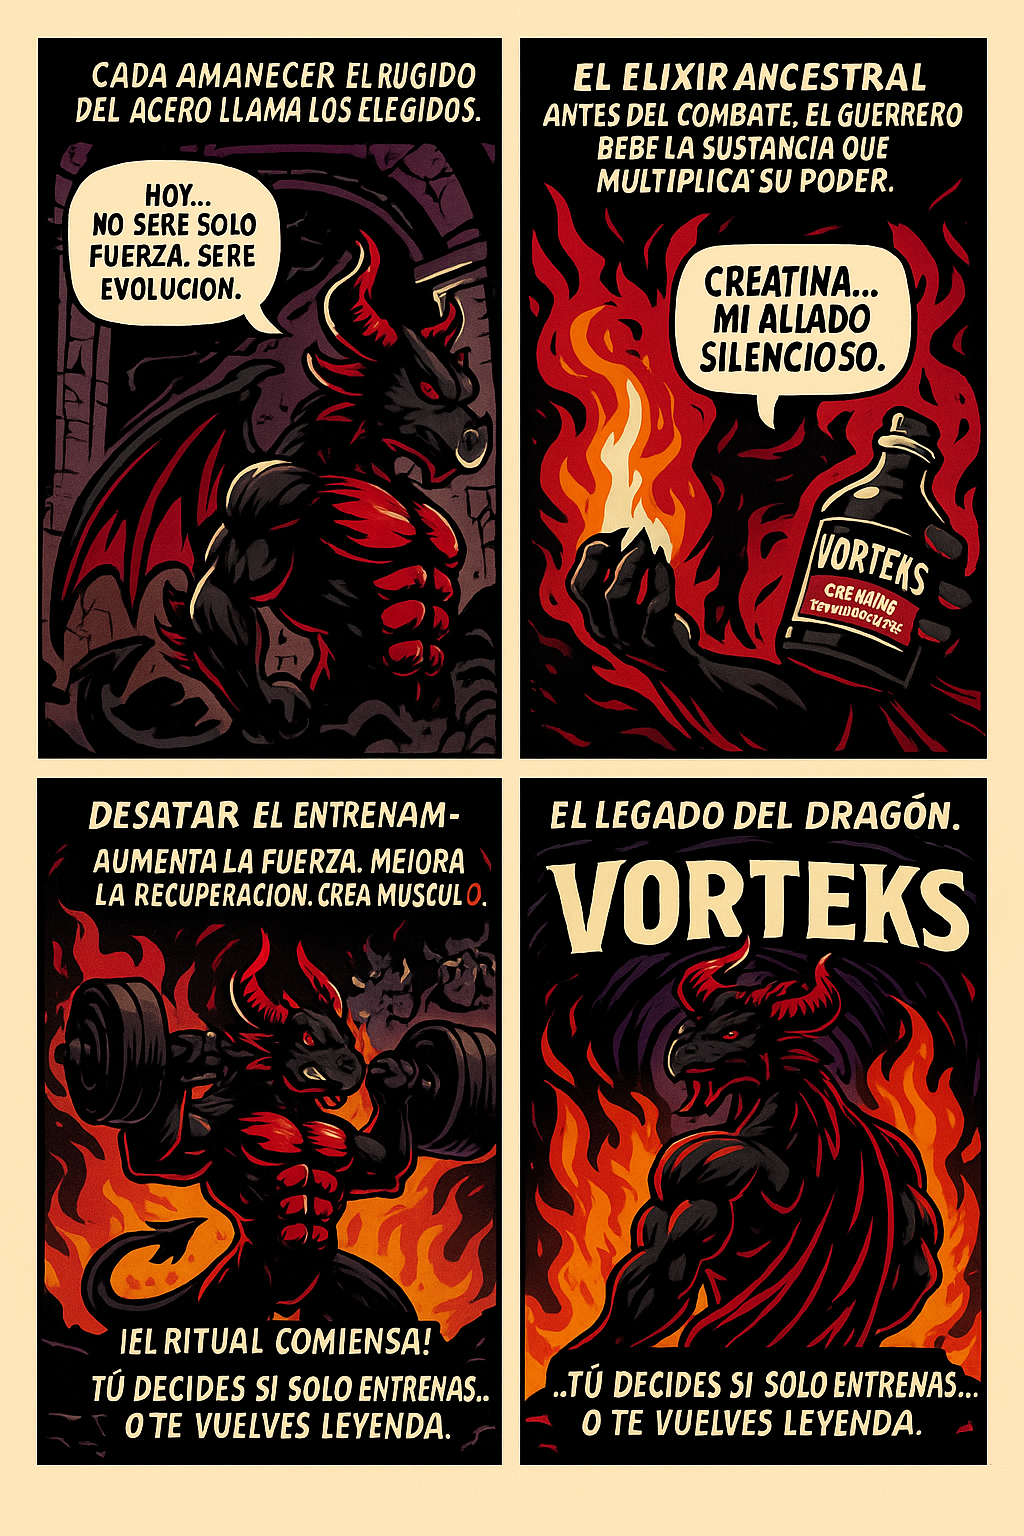 CADA AMANECER EL RUGIDO
DEL ACERO LLAMA LOS ELEGIDOS.
HOY...
NO SERE SOLO
FUERZA. SERE
EVOLUCION.
EL ELIXIR ANCESTRAL
ANTES DEL COMBATE, EL GUERRERO
BEBE LA SUSTANCIA QUE
MULTIPLICA SU PODER.
CREATINA...
MI ALLADO
SILENCIOSO.
VORTEKS
CRE
DESATAR EL ENTRENAM-
AUMENTA LA FUERZA. MEIORA
LA RECUPERACION. CREA MUSCULO.
¡EL RITUAL COMIENSA!
TÚ DECIDES SI SOLO ENTRENAS..
O TE VUELVES LEYENDA.
EL LEGADO DEL DRAGÓN.
VORTEKS
..TÚ DECIDES SI SOLO ENTRENAS...
O TE VUELVES LEYENDA.